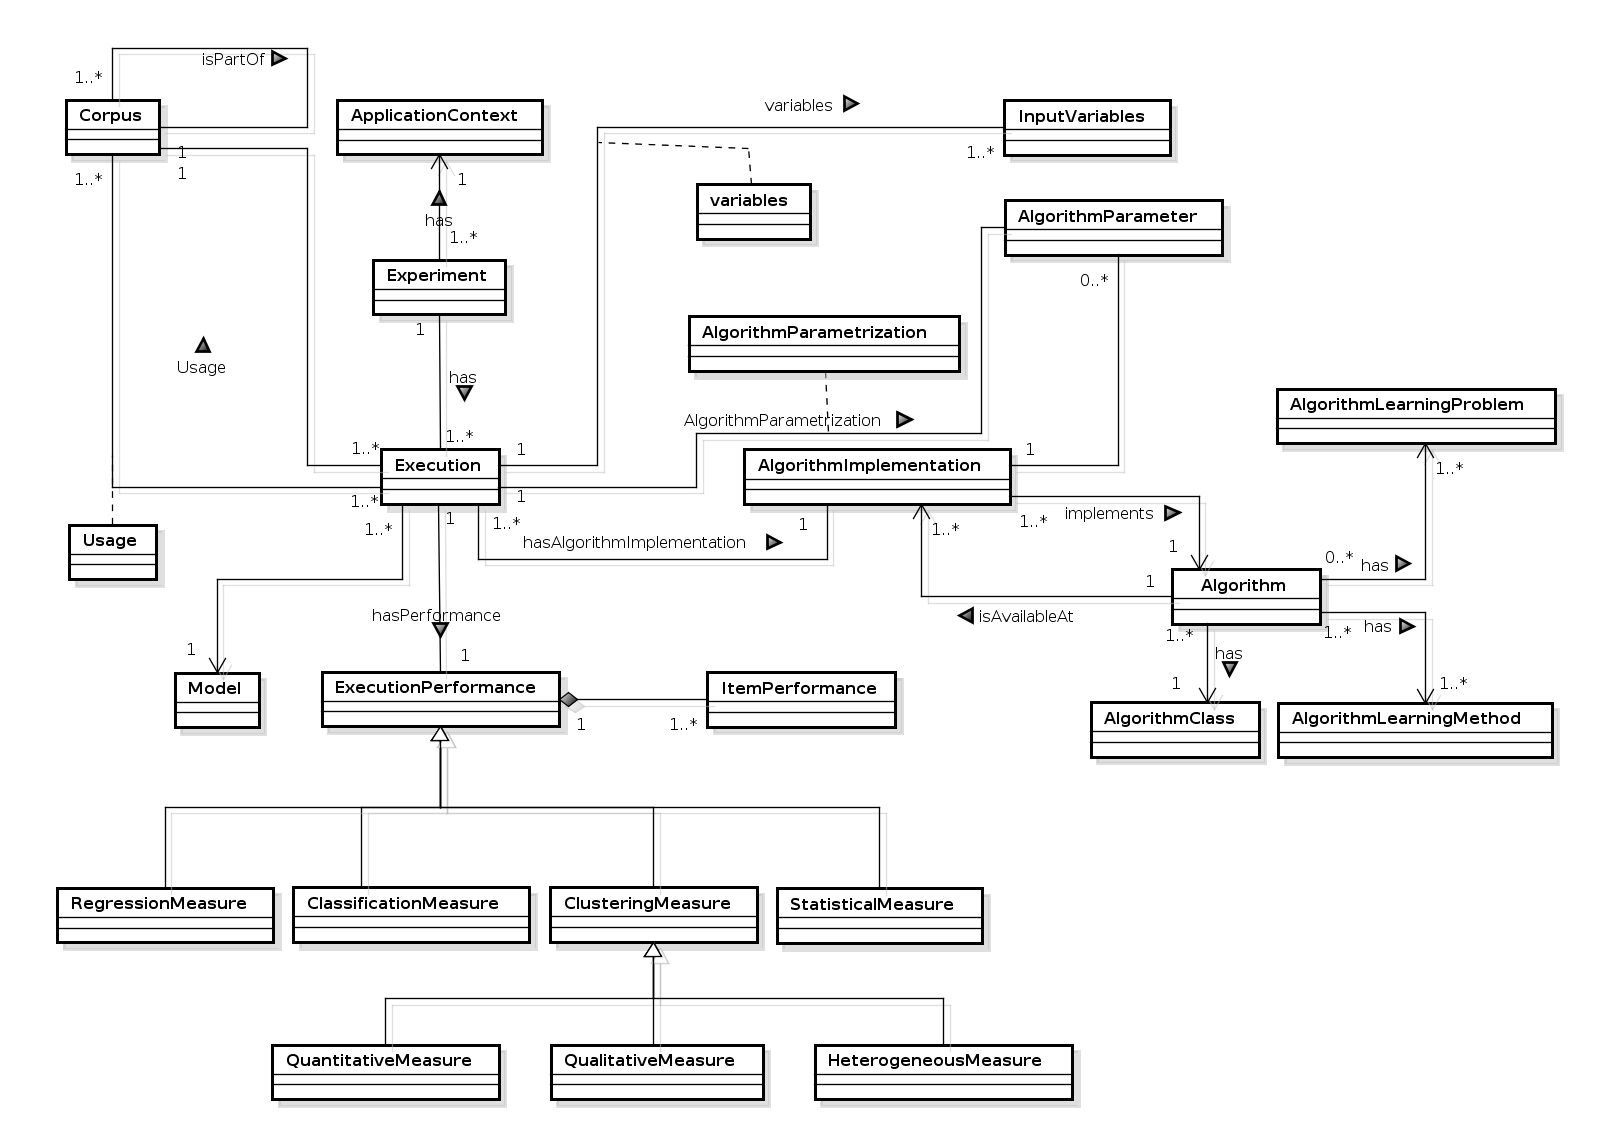 isPartOf
1..*
Corpus
ApplicationContext
variables
InputVariables
1
1
1..*
1
1..*
variables
AlgorithmParameter
has
1..*
Experiment
0..*
1
AlgorithmParametrization
Usage
has
AlgorithmParametrization
AlgorithmLearningProblem
1..*
1..*
1
1
Execution
AlgorithmImplementation
1..*
1..*
1
1..*
1
1..*
1
1..*
1..*
implements
Usage
hasAlgorithmImplementation
1
0..*
has
1
Algorithm
hasPerformance
isAvailableAt
1..*
1..*
has
1
1
has
Model
ExecutionPerformance
ItemPerformance
1
1..*
1
1..*
AlgorithmClass
AlgorithmLearningMethod
RegressionMeasure
ClassificationMeasure
ClusteringMeasure
StatisticalMeasure
QuantitativeMeasure
QualitativeMeasure
HeterogeneousMeasure